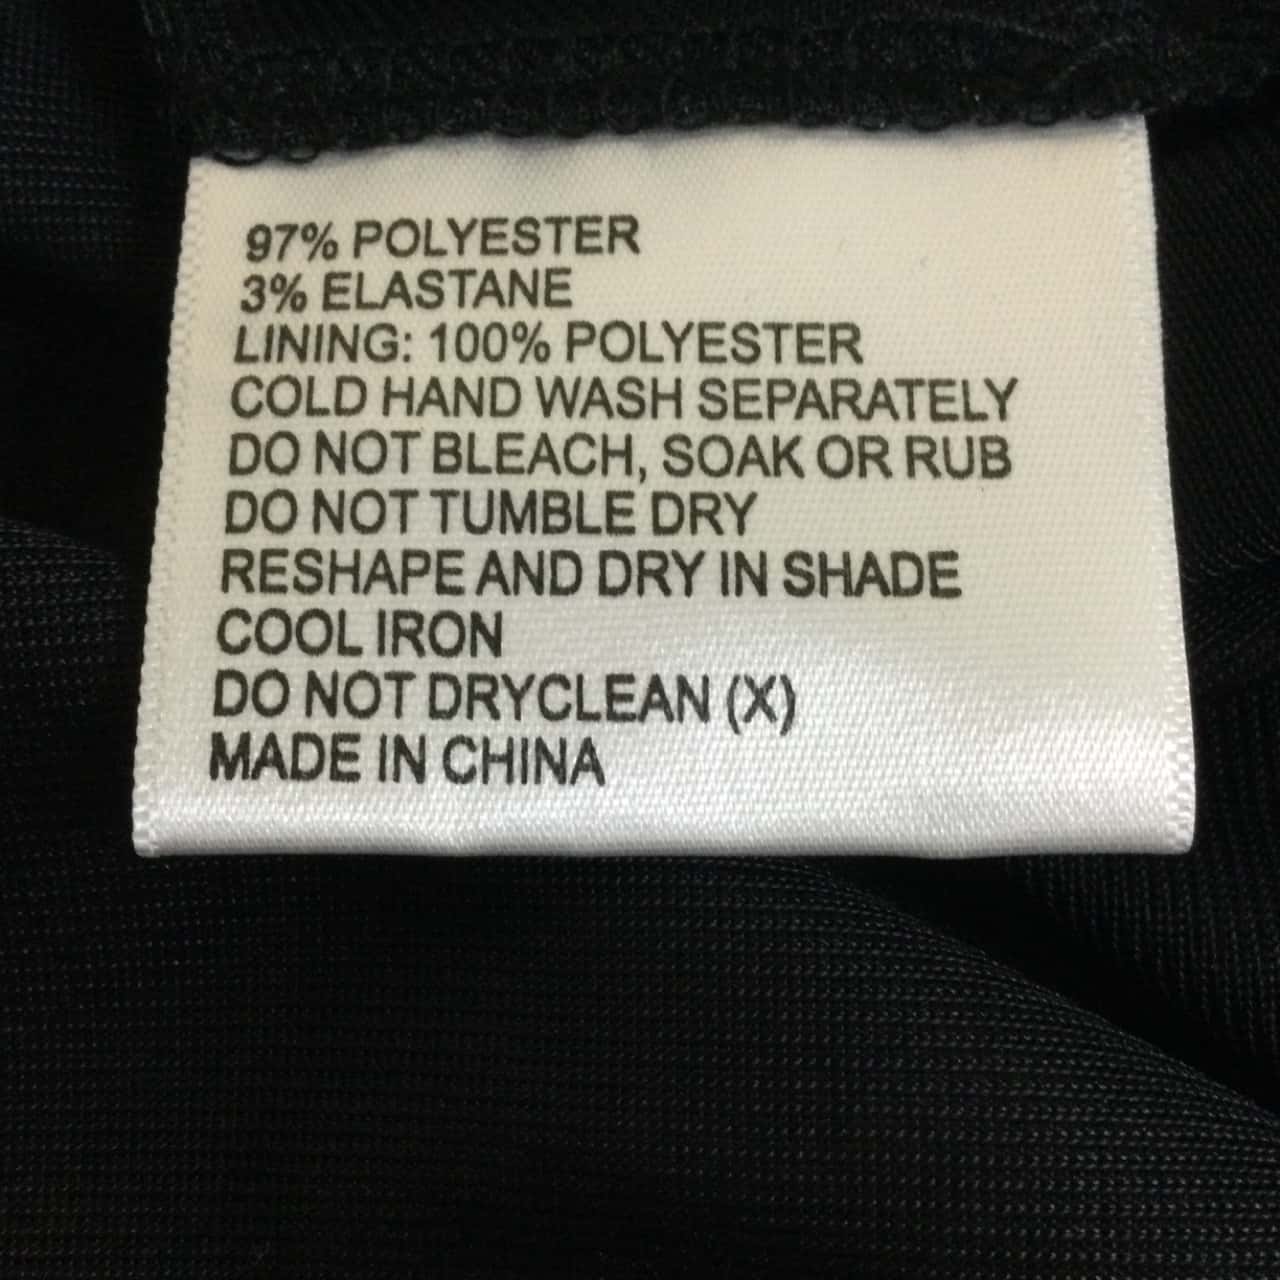 97% POLYESTER
3% ELASTANE
LINING: 100% POLYESTER
COLD HAND WASH SEPARATELY
DO NOT BLEACH, SOAK OR RUB
DO NOT TUMBLE DRY
RESHAPE AND DRY IN SHADE
COOL IRON
DO NOT DRYCLEAN (X)
MADE IN CHINA